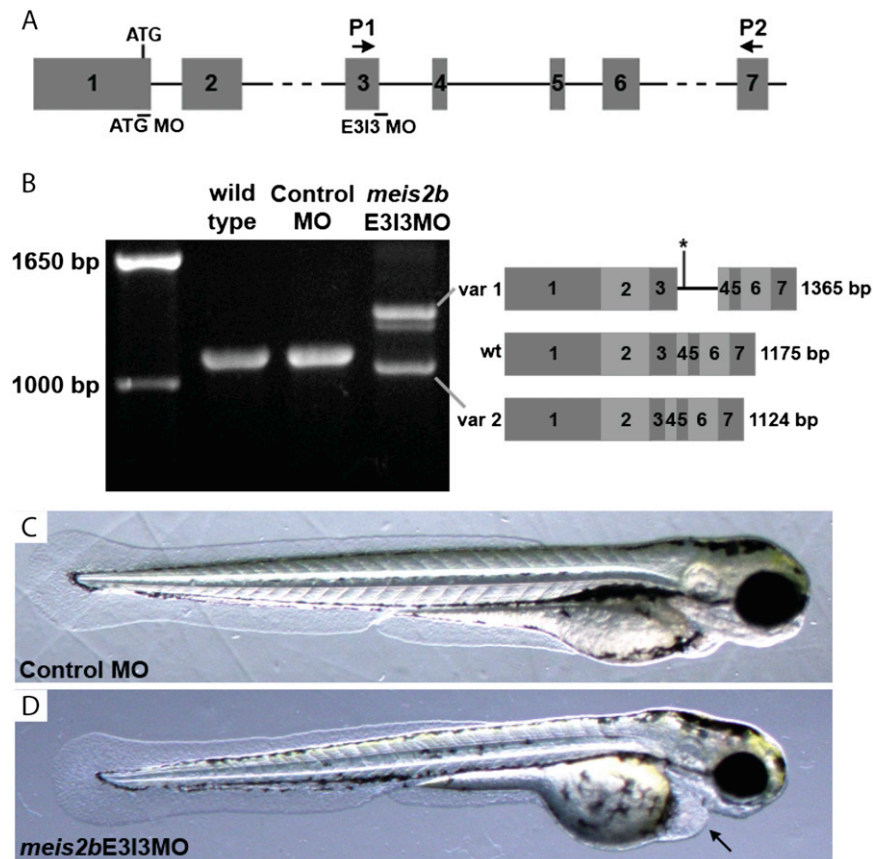 A
ATG
P1
P2
1
2
3
4
5
6
7
ATG MO
E3I3 MO
B
wild type
Control MO
meis2b E3I3MO
1650 bp
1000 bp
var 1
*
1 2 3 45 6 7
1365 bp
wt
1 2 3 45 6 7
1175 bp
var 2
1 2 3 45 6 7
1124 bp
C
Control MO
D
meis2bE3I3MO